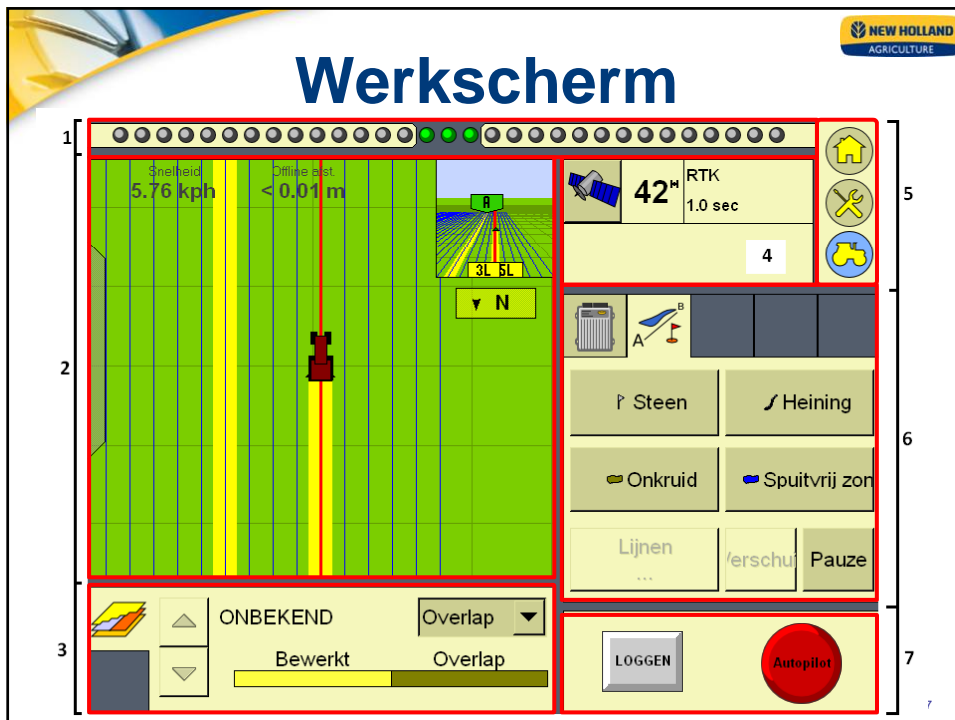 NEW HOLLAND
AGRICULTURE
Werkscherm
1
Snelheid
5.76 kph
Offline afst.
< 0.01 m
A
3L 5L
N
2
42
RTK
1.0 sec
4
5
A B
Steen
Heining
Onkruid
Spuitvrij zon
Lijnen
...
Verschui
Pauze
6
3
ONBEKEND
Overlap
Bewerkt
Overlap
LOGGEN
Autopilot
7
7